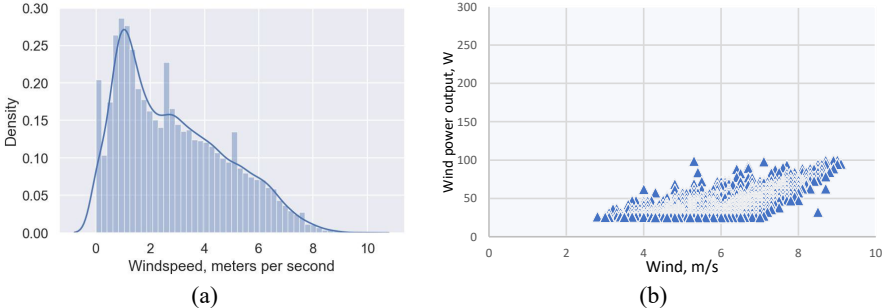 0.30
0.25
0.20
0.15
0.10
0.05
0.00
Density
0 2 4 6 8 10
Windspeed, meters per second
(a)
300
250
200
150
100
50
0
Wind power output, W
0 2 4 6 8 10
Wind, m/s
(b)